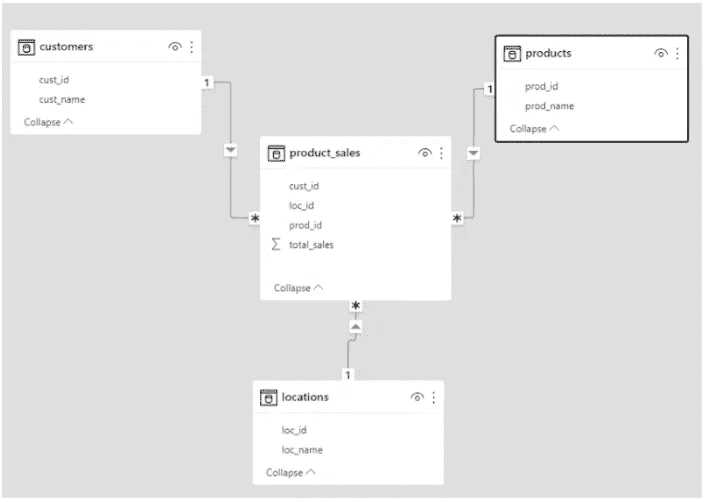 customers
cust_id
cust_name
Collapse
1
products
prod_id
prod_name
Collapse
1
product_sales
cust_id
loc_id
prod_id
Σ total_sales
Collapse
*
*
*
1
locations
loc_id
loc_name
Collapse